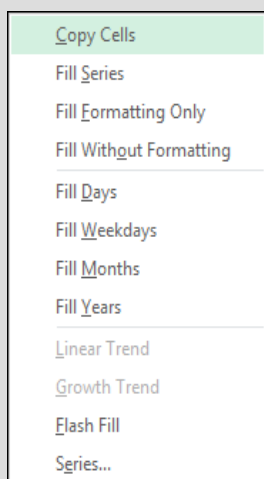 Copy Cells
Fill Series
Fill Formatting Only
Fill Without Formatting
Fill Days
Fill Weekdays
Fill Months
Fill Years
Linear Trend
Growth Trend
Flash Fill
Series...